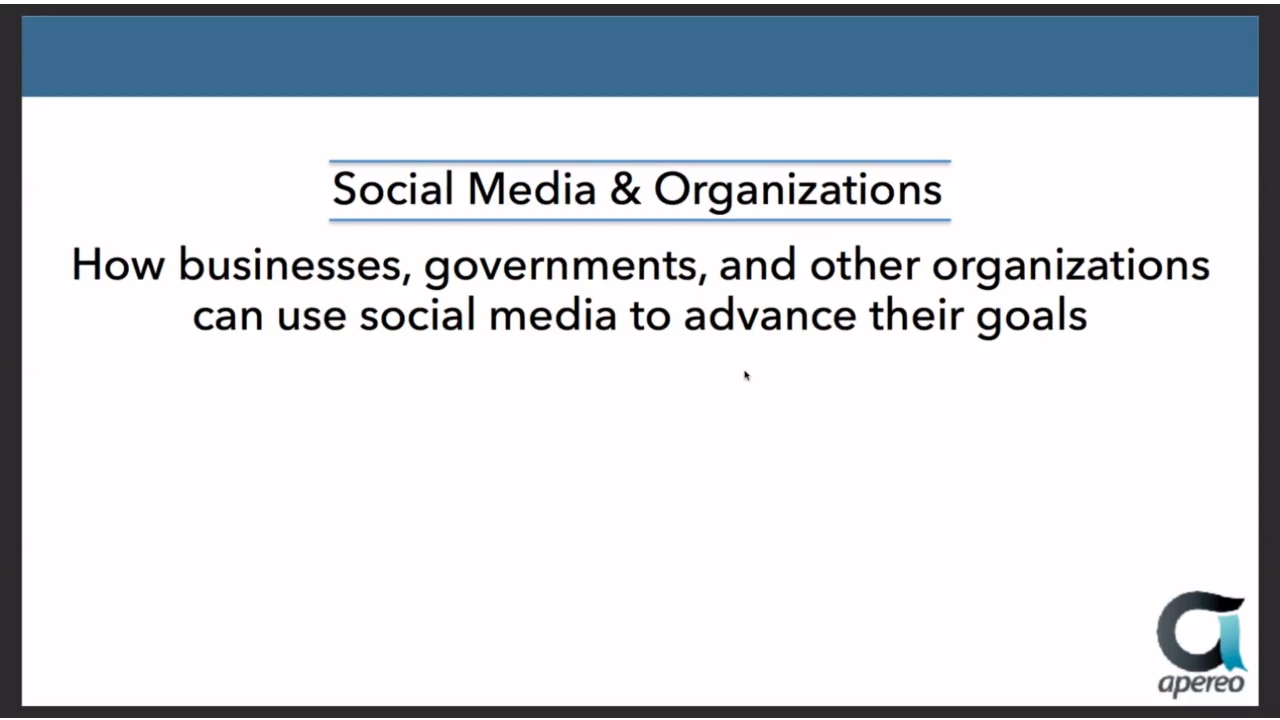 Social Media & Organizations
How businesses, governments, and other organizations
can use social media to advance their goals
apereo